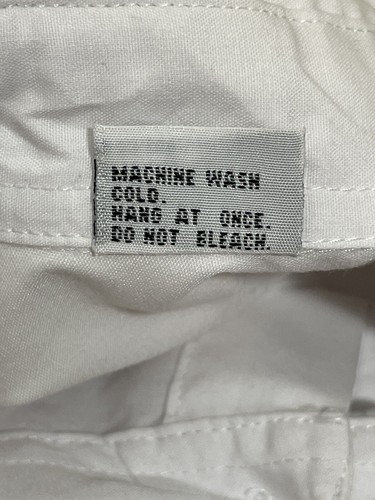 MACHINE WASH
COLD.
HANG AT ONCE.
DO NOT BLEACH.